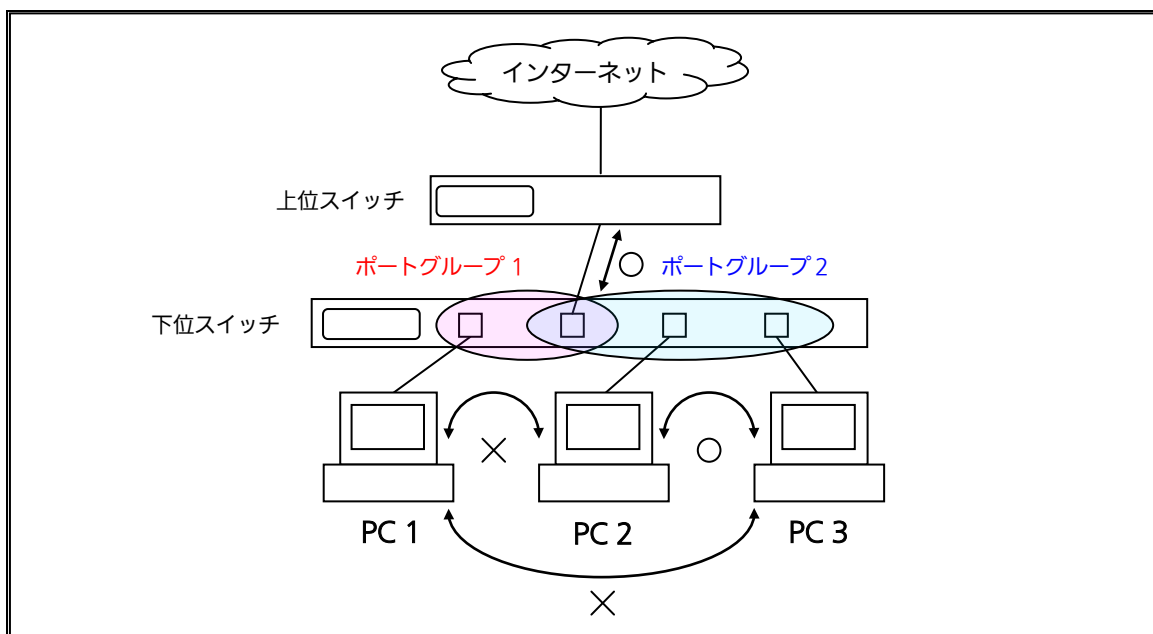 インターネット
上位スイッチ
ポートグループ 1
ポートグループ 2
下位スイッチ
PC 1
PC 2
PC 3